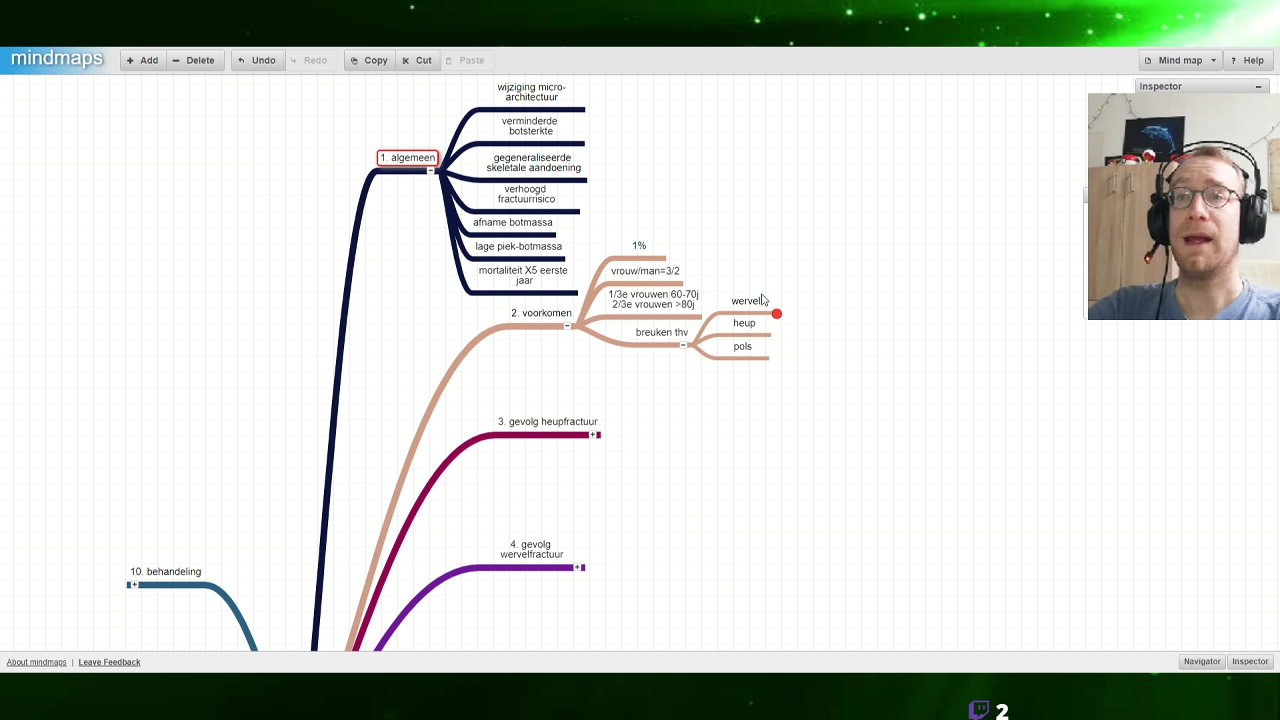 mindmaps
Add
Delete
Undo
Redo
Copy
Cut
Paste
Mind map
? Help
Inspector
wijziging micro-
architectuur
verminderde
botsterkte
1. algemeen
gegeneraliseerde
skeletale aandoening
verhoogd
fractuurrisico
afname botmassa
lage piek-botmassa
mortaliteit X5 eerste
jaar
2. voorkomen
1%
vrouw/man=3/2
1/3e vrouwen 60-70j
2/3e vrouwen >80j
breuken thv
wervel
heup
pols
3. gevolg heupfractuur
4. gevolg
wervelfractuur
10. behandeling
About mindmaps | Leave Feedback
Navigator
Inspector
2